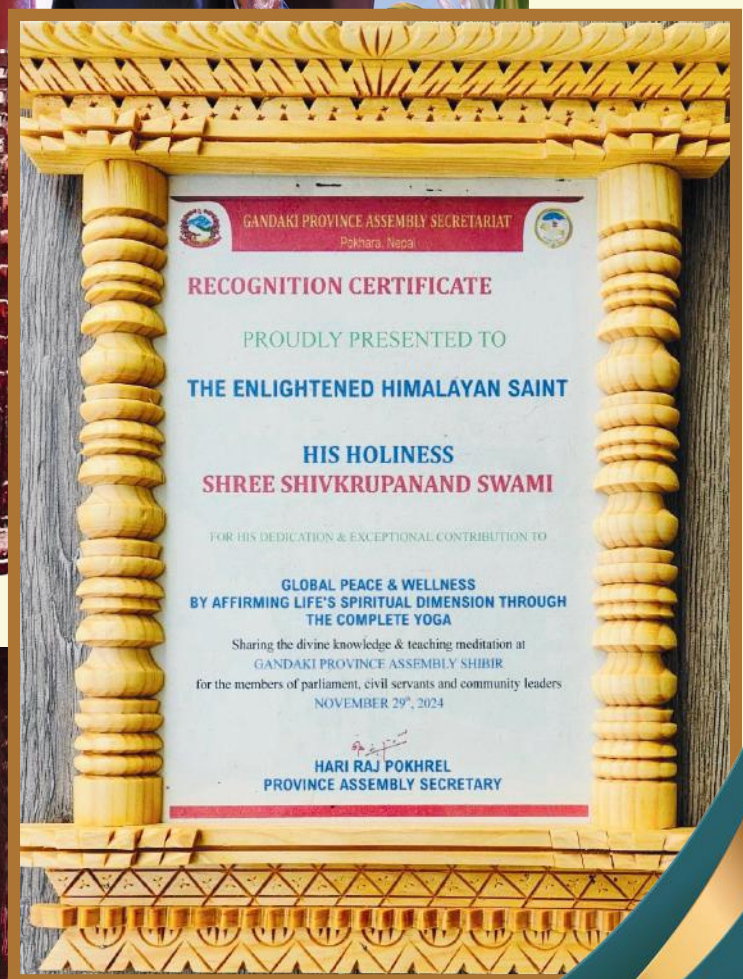 GANDAKI PROVINCE ASSEMBLY SECRETARIAT
Pokhara, Nepal
RECOGNITION CERTIFICATE
PROUDLY PRESENTED TO
THE ENLIGHTENED HIMALAYAN SAINT
HIS HOLINESS
SHREE SHIVKRUPANAND SWAMI
FOR HIS DEDICATION & EXCEPTIONAL CONTRIBUTION TO
GLOBAL PEACE & WELLNESS
BY AFFIRMING LIFE'S SPIRITUAL DIMENSION THROUGH
THE COMPLETE YOGA
Sharing the divine knowledge & teaching meditation at
GANDAKI PROVINCE ASSEMBLY SHIBIR
for the members of parliament, civil servants and community leaders
NOVEMBER 29th, 2024
HARI RAJ POKHREL
PROVINCE ASSEMBLY SECRETARY